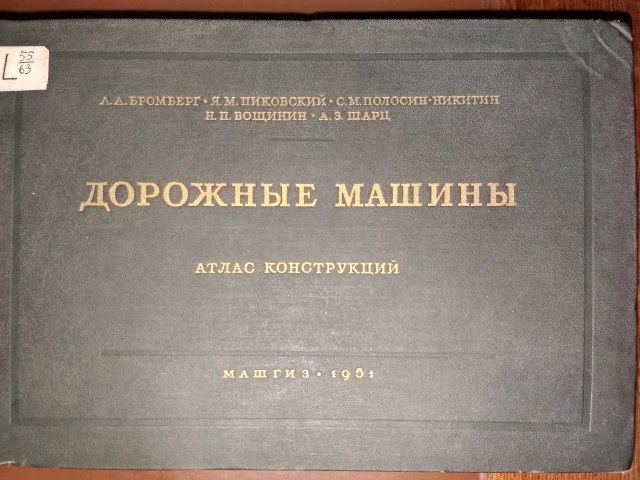 L 55
63
А. А. БРОМБЕРГ · Я. М. ПИКОВСКИЙ · С. М. ПОЛОСИН-НИКИТИН
Н. П. ВОЩИНИН · А. З. ШАРЦ
ДОРОЖНЫЕ МАШИНЫ
АТЛАС КОНСТРУКЦИЙ
МАШГИЗ · 1951